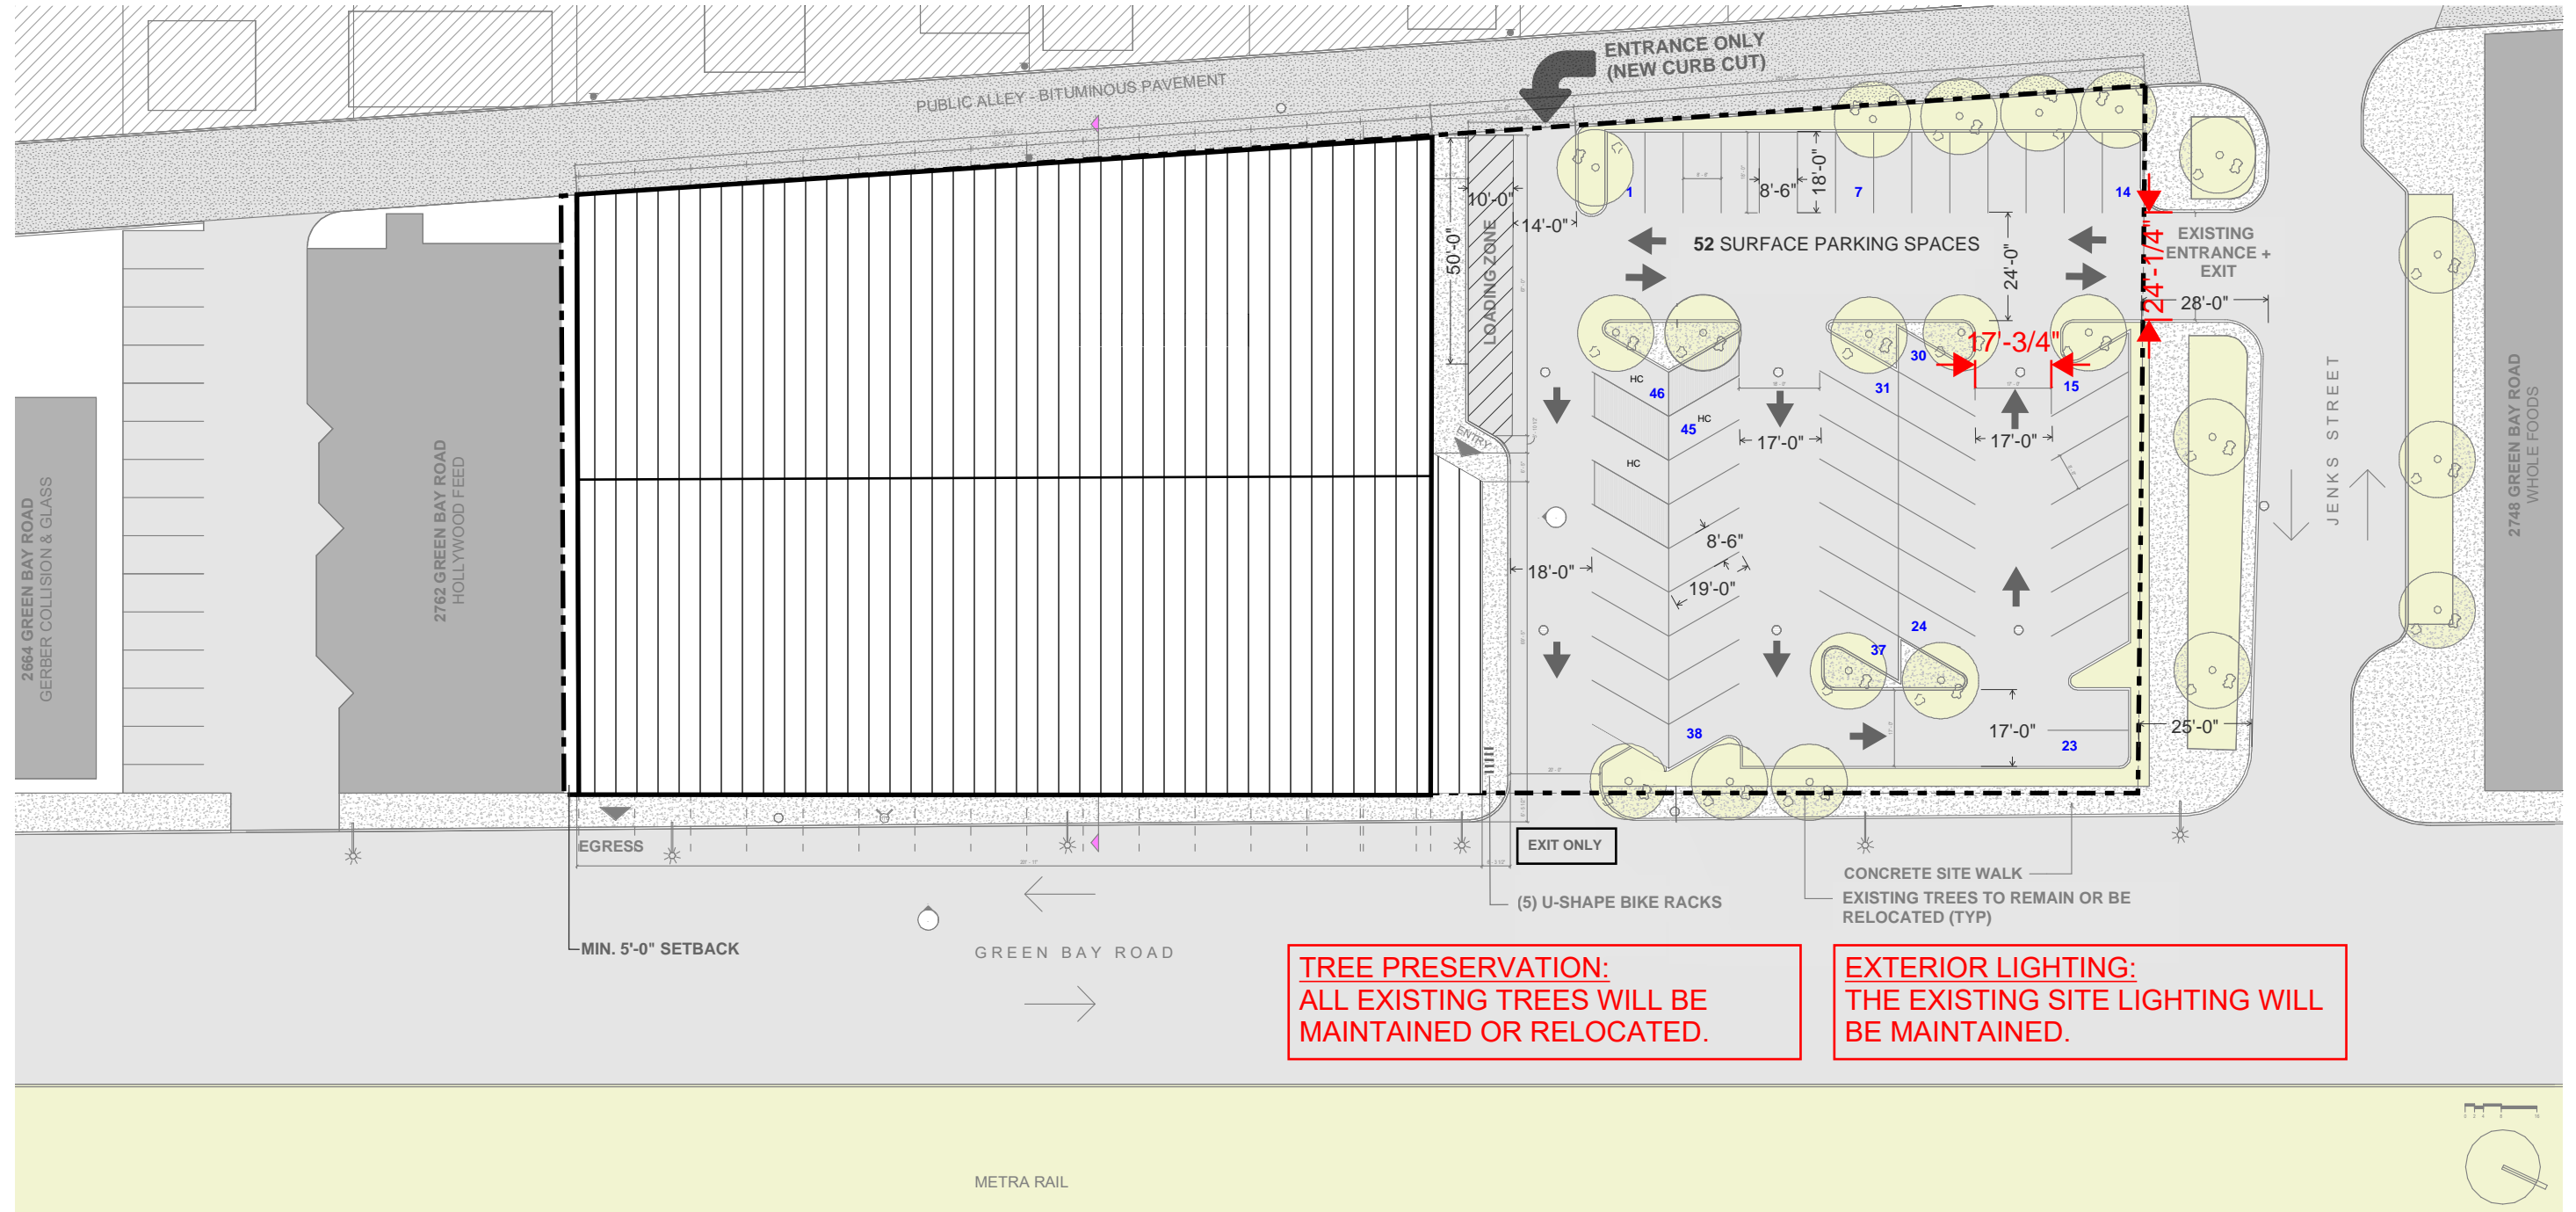 ENTRANCE ONLY
(NEW CURB CUT)
PUBLIC ALLEY - BITUMINOUS PAVEMENT
1
7
14
8'-6"
18'-0"
10'-0"
14'-0"
50'-0"
LOADING ZONE
52 SURFACE PARKING SPACES
24'-0"
24'-1/4"
EXISTING
ENTRANCE +
EXIT
28'-0"
17'-3/4"
30
31
15
HC
46
45
HC
HC
17'-0"
17'-0"
ENTRY
8'-6"
19'-0"
18'-0"
24
37
38
17'-0"
23
25'-0"
JENKS STREET
2748 GREEN BAY ROAD
WHOLE FOODS
2762 GREEN BAY ROAD
HOLLYWOOD FEED
2664 GREEN BAY ROAD
GERBER COLLISION & GLASS
EGRESS
EXIT ONLY
CONCRETE SITE WALK
EXISTING TREES TO REMAIN OR BE
RELOCATED (TYP)
(5) U-SHAPE BIKE RACKS
MIN. 5'-0" SETBACK
GREEN BAY ROAD
TREE PRESERVATION:
ALL EXISTING TREES WILL BE
MAINTAINED OR RELOCATED.
EXTERIOR LIGHTING:
THE EXISTING SITE LIGHTING WILL
BE MAINTAINED.
METRA RAIL